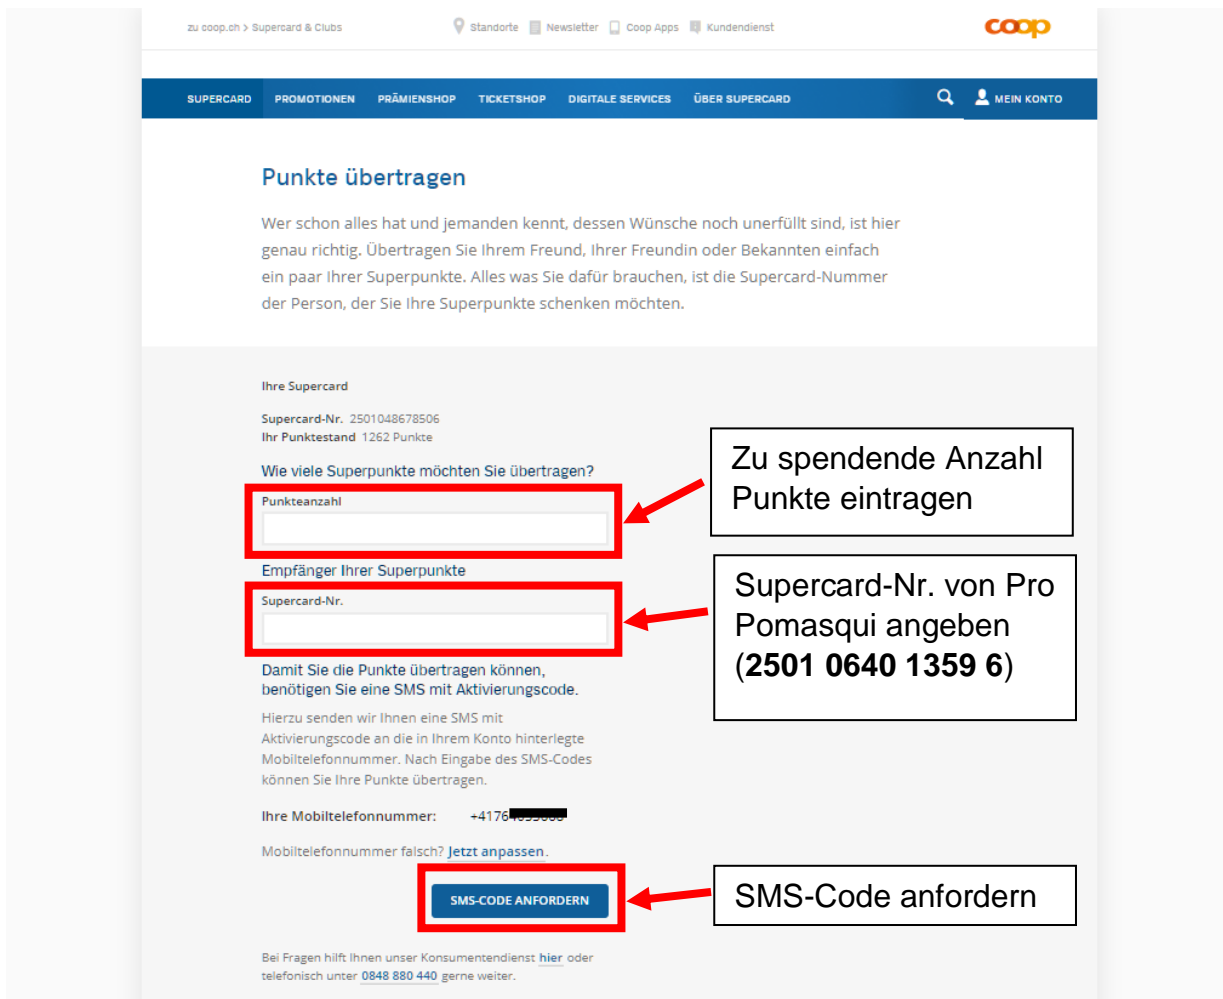 zu coop.ch > Supercard & Clubs Standorte Newsletter Coop Apps Kundendienst coop
SUPERCARD PROMOTIONEN PRÄMIENSHOP TICKETSHOP DIGITALE SERVICES ÜBER SUPERCARD MEIN KONTO
Punkte übertragen
Wer schon alles hat und jemanden kennt, dessen Wünsche noch unerfüllt sind, ist hier
genau richtig. Übertragen Sie Ihrem Freund, Ihrer Freundin oder Bekannten einfach
ein paar Ihrer Superpunkte. Alles was Sie dafür brauchen, ist die Supercard-Nummer
der Person, der Sie Ihre Superpunkte schenken möchten.
Ihre Supercard
Supercard-Nr. 2501048678506
Ihr Punktestand 1262 Punkte
Wie viele Superpunkte möchten Sie übertragen?
Punkteanzahl
Zu spendende Anzahl
Punkte eintragen
Empfänger Ihrer Superpunkte
Supercard-Nr.
Supercard-Nr. von Pro
Pomasqui angeben
(2501 0640 1359 6)
Damit Sie die Punkte übertragen können,
benötigen Sie eine SMS mit Aktivierungscode.
Hierzu senden wir Ihnen eine SMS mit
Aktivierungscode an die in Ihrem Konto hinterlegte
Mobiltelefonnummer. Nach Eingabe des SMS-Codes
können Sie Ihre Punkte übertragen.
Ihre Mobiltelefonnummer: +4176
Mobiltelefonnummer falsch? Jetzt anpassen.
SMS-CODE ANFORDERN
SMS-Code anfordern
Bei Fragen hilft Ihnen unser Konsumentendienst hier oder
telefonisch unter 0848 880 440 gerne weiter.